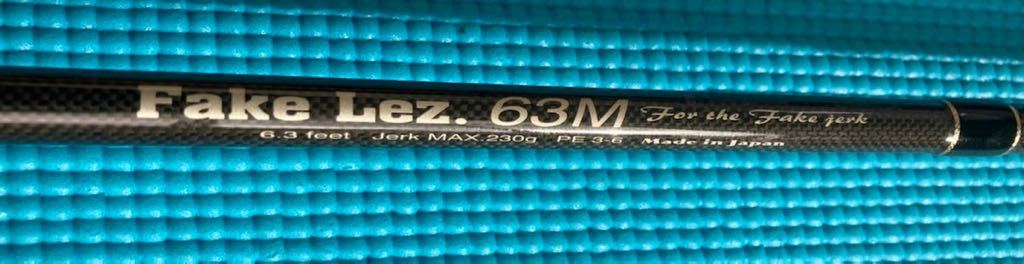 Fake Lez. 63M For the Fake jerk
6.3 feet Jerk MAX.230g PE 3-6 Made in Japan